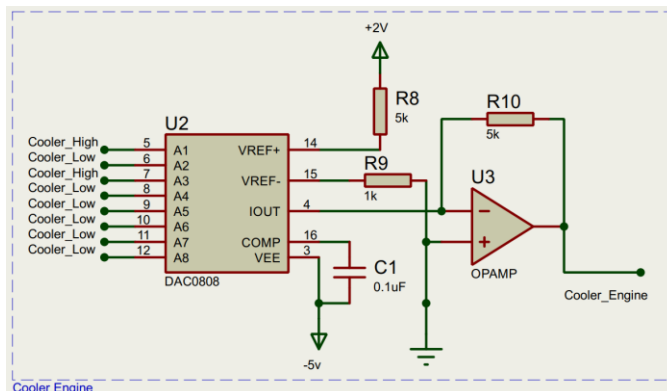 +2V
R8
5k
R10
5k
U2
Cooler_High 5 A1 VREF+ 14
Cooler_Low 6 A2
Cooler_High 7 A3 VREF- 15
R9
1k
Cooler_Low 8 A4
Cooler_Low 9 A5 IOUT 4
Cooler_Low 10 A6
Cooler_Low 11 A7 COMP 16
Cooler_Low 12 A8 VEE 3
DAC0808
U3
OPAMP
C1
0.1uF
Cooler_Engine
-5v
Cooler Engine